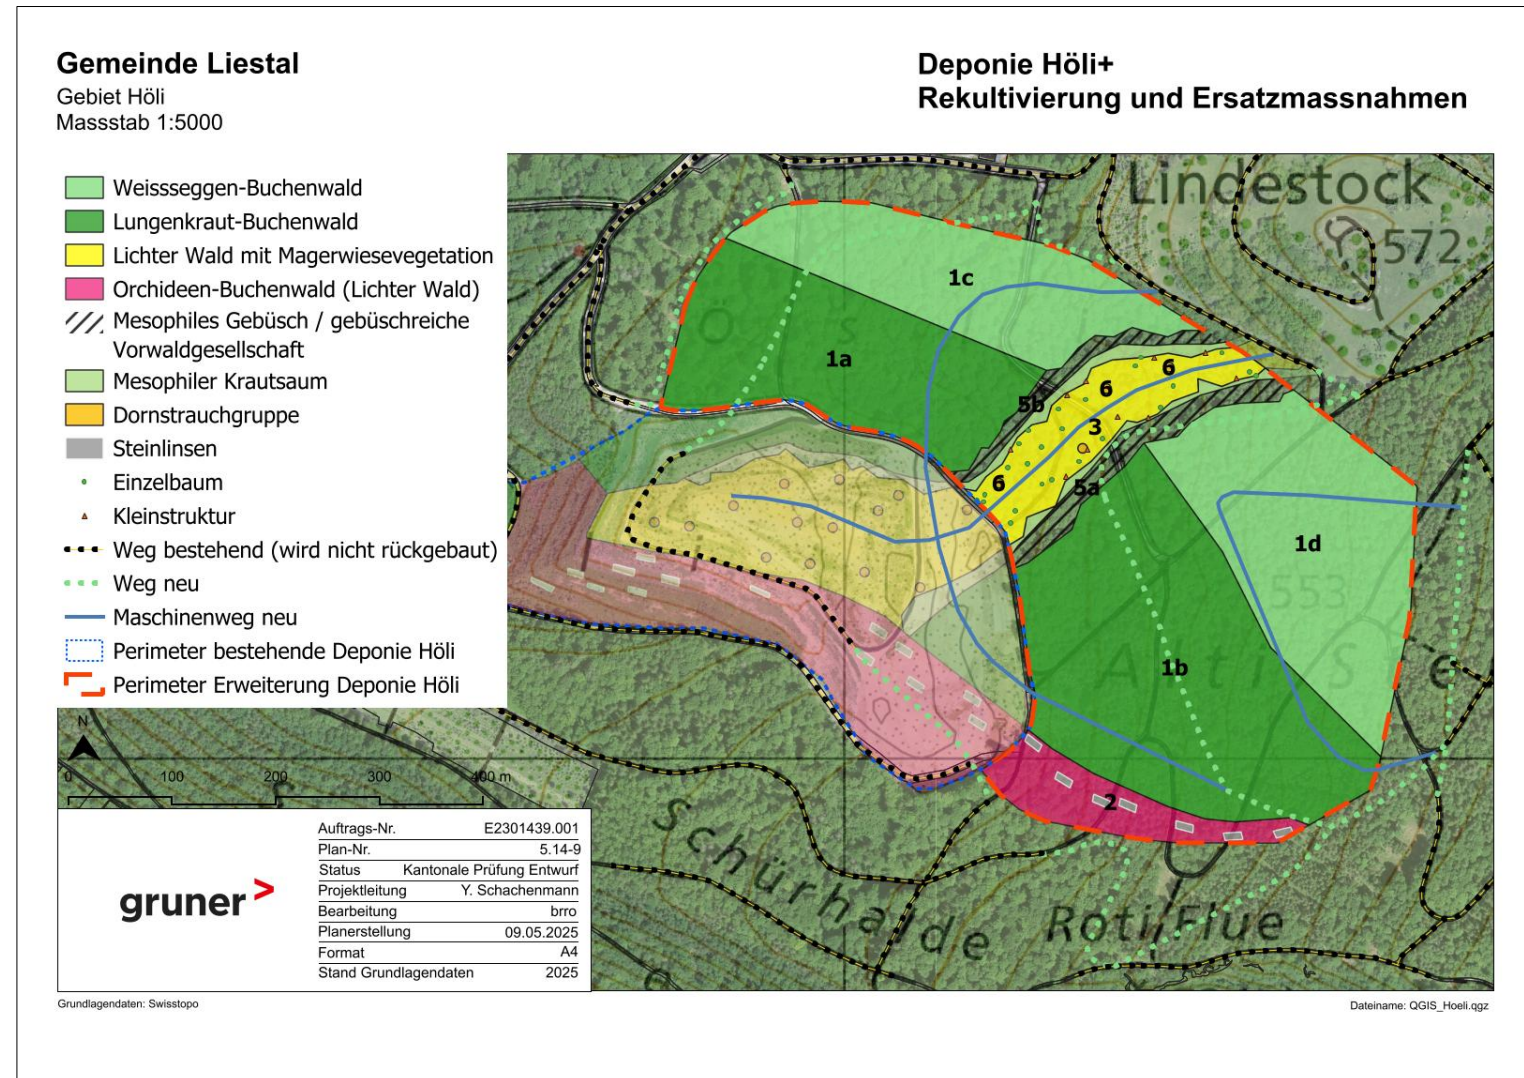 Gemeinde Liestal
Gebiet Höli
Massstab 1:5000
Deponie Höli+
Rekultivierung und Ersatzmassnahmen
Weissseggen-Buchenwald
Lungenkraut-Buchenwald
Lichter Wald mit Magerwiesevegetation
Orchideen-Buchenwald (Lichter Wald)
Mesophiles Gebüsch / gebüschreiche
Vorwaldgesellschaft
Mesophiler Krautsaum
Dornstrauchgruppe
Steinlinsen
Einzelbaum
Kleinstruktur
Weg bestehend (wird nicht rückgebaut)
Weg neu
Maschinenweg neu
Perimeter bestehende Deponie Höli
Perimeter Erweiterung Deponie Höli
Lindestock
572
1c
1a
6
6
5b
3
6
5a
1d
553
1b
2
Schürhalde
Roti Flue
N
0 100 200 300 400 m
gruner
Auftrags-Nr. E2301439.001
Plan-Nr. 5.14-9
Status Kantonale Prüfung Entwurf
Projektleitung Y. Schachenmann
Bearbeitung brro
Planerstellung 09.05.2025
Format A4
Stand Grundlagendaten 2025
Grundlagendaten: Swisstopo
Dateiname: QGIS_Hoeli.qgz